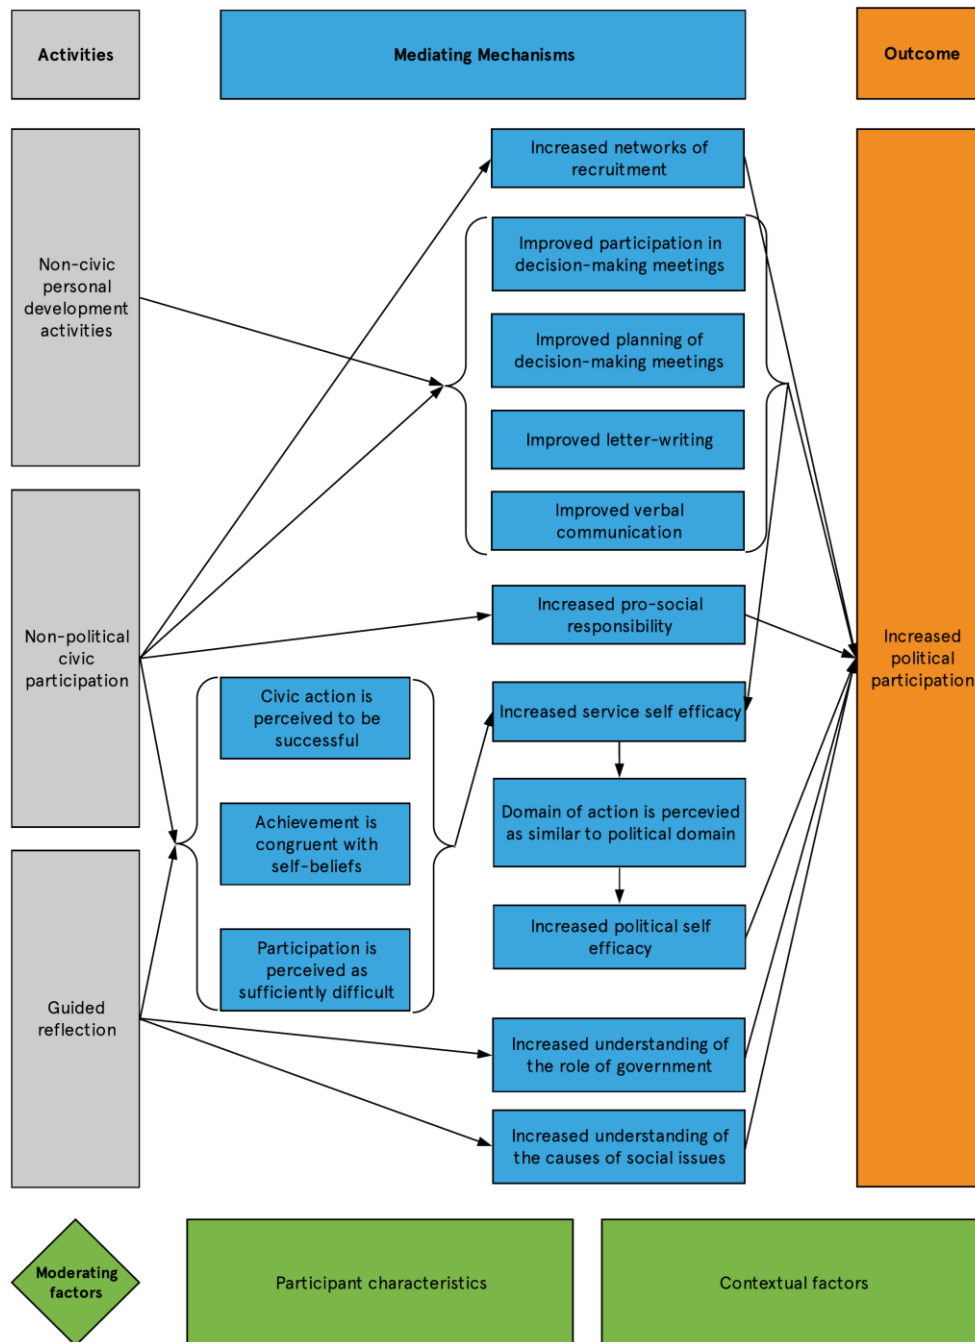 Activities
Mediating Mechanisms
Outcome
Non-civic
personal
development
activities
Non-political
civic
participation
Guided
reflection
Civic action is
perceived to be
successful
Achievement is
congruent with
self-beliefs
Participation is
perceived as
sufficiently difficult
Increased networks of
recruitment
Improved participation in
decision-making meetings
Improved planning of
decision-making meetings
Improved letter-writing
Improved verbal
communication
Increased pro-social
responsibility
Increased service self efficacy
Domain of action is percevied
as similar to political domain
Increased political self
efficacy
Increased understanding of
the role of government
Increased understanding of
the causes of social issues
Increased
political
participation
Moderating
factors
Participant characteristics
Contextual factors